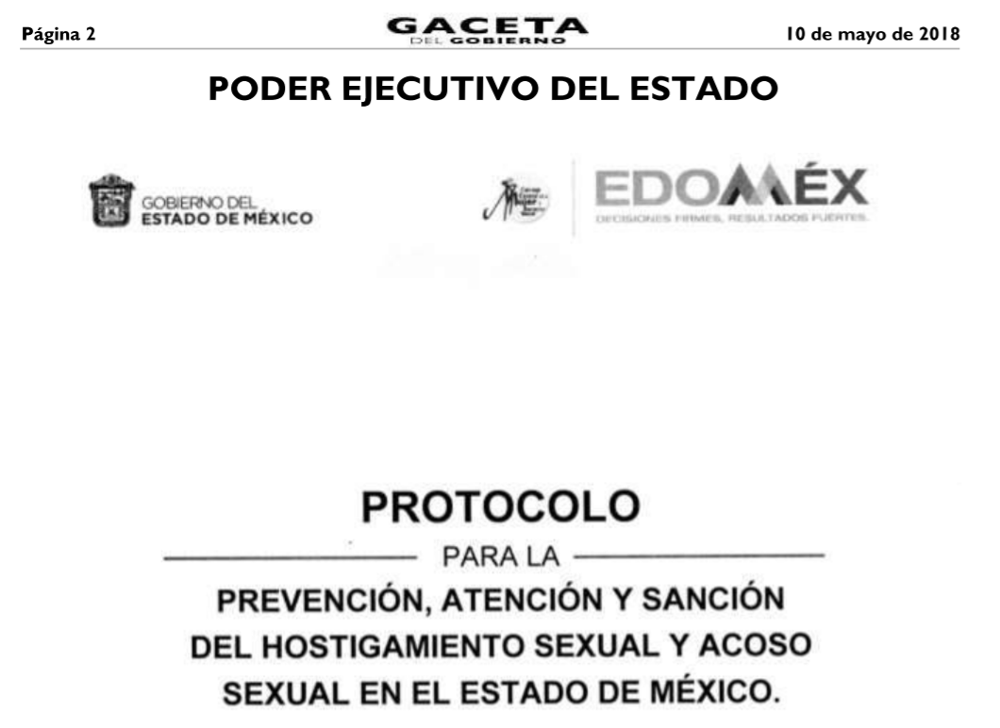 Página 2
GACETA
DEL GOBIERNO
10 de mayo de 2018
PODER EJECUTIVO DEL ESTADO
GOBIERNO DEL
ESTADO DE MÉXICO
EDOMÉX
DECISIONES FIRMES, RESULTADOS FUERTES.
PROTOCOLO
PARA LA
PREVENCIÓN, ATENCIÓN Y SANCIÓN
DEL HOSTIGAMIENTO SEXUAL Y ACOSO
SEXUAL EN EL ESTADO DE MÉXICO.